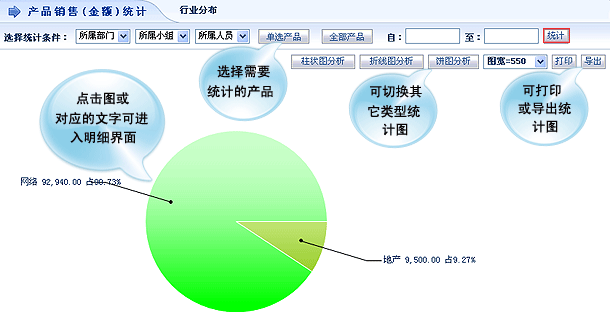 产品销售(金额)统计 行业分布
选择统计条件： 所属部门 所属小组 所属人员 单选产品 全部产品 自： 至： 统计
柱状图分析 折线图分析 饼图分析 图宽=550 打印 导出
选择需要
统计的产品
点击图或
对应的文字可进
入明细界面
可切换其
它类型统
计图
可打印
或导出统
计图
网络 92,940.00 占90.73%
地产 9,500.00 占9.27%